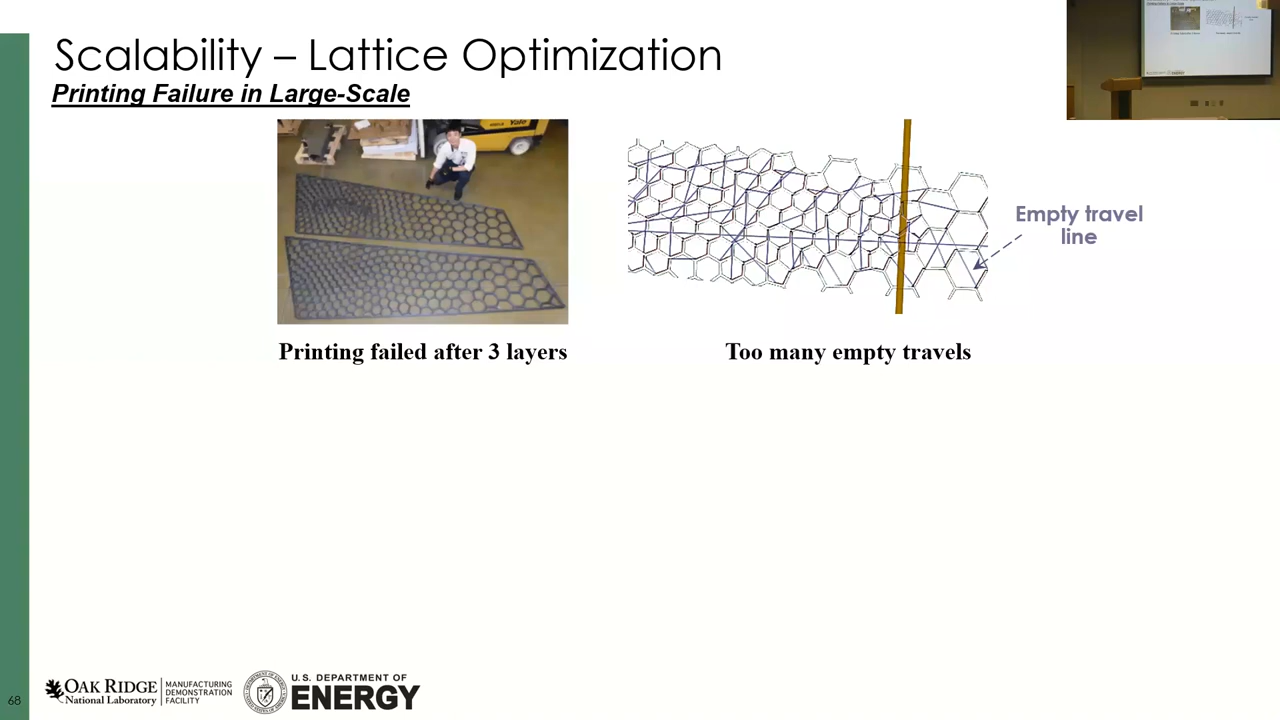 Scalability – Lattice Optimization
Printing Failure in Large-Scale
Yale
Empty travel
line
Printing failed after 3 layers
Too many empty travels
68
OAK RIDGE
National Laboratory
MANUFACTURING
DEMONSTRATION
FACILITY
U.S. DEPARTMENT OF
ENERGY